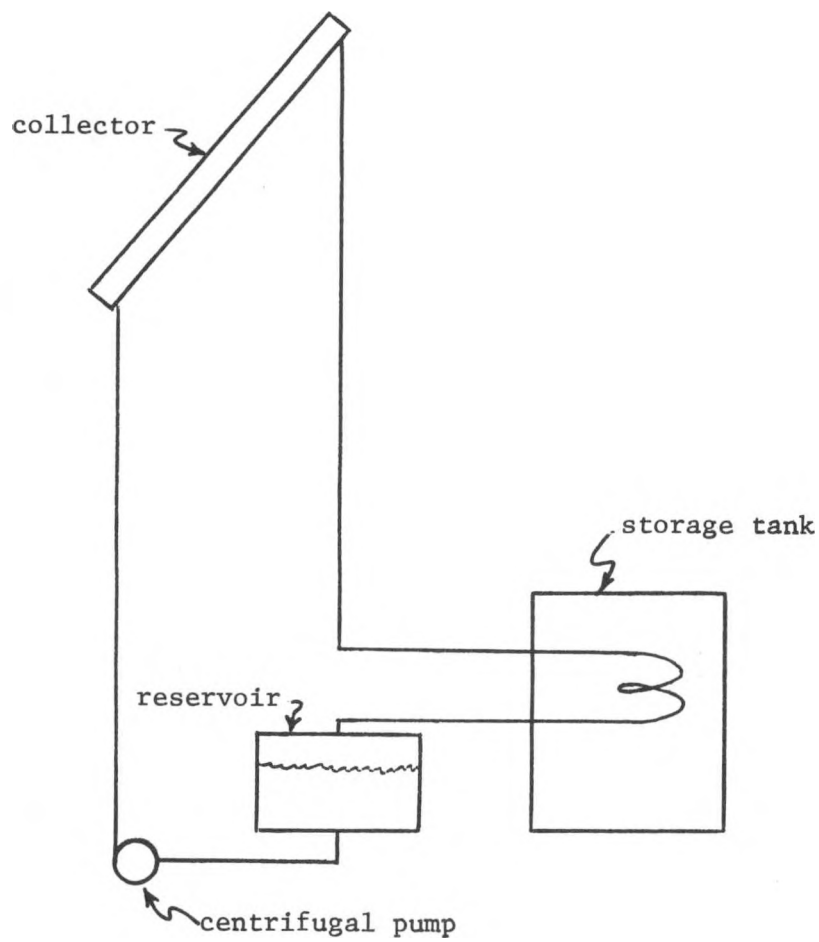 collector
storage tank
reservoir
centrifugal pump